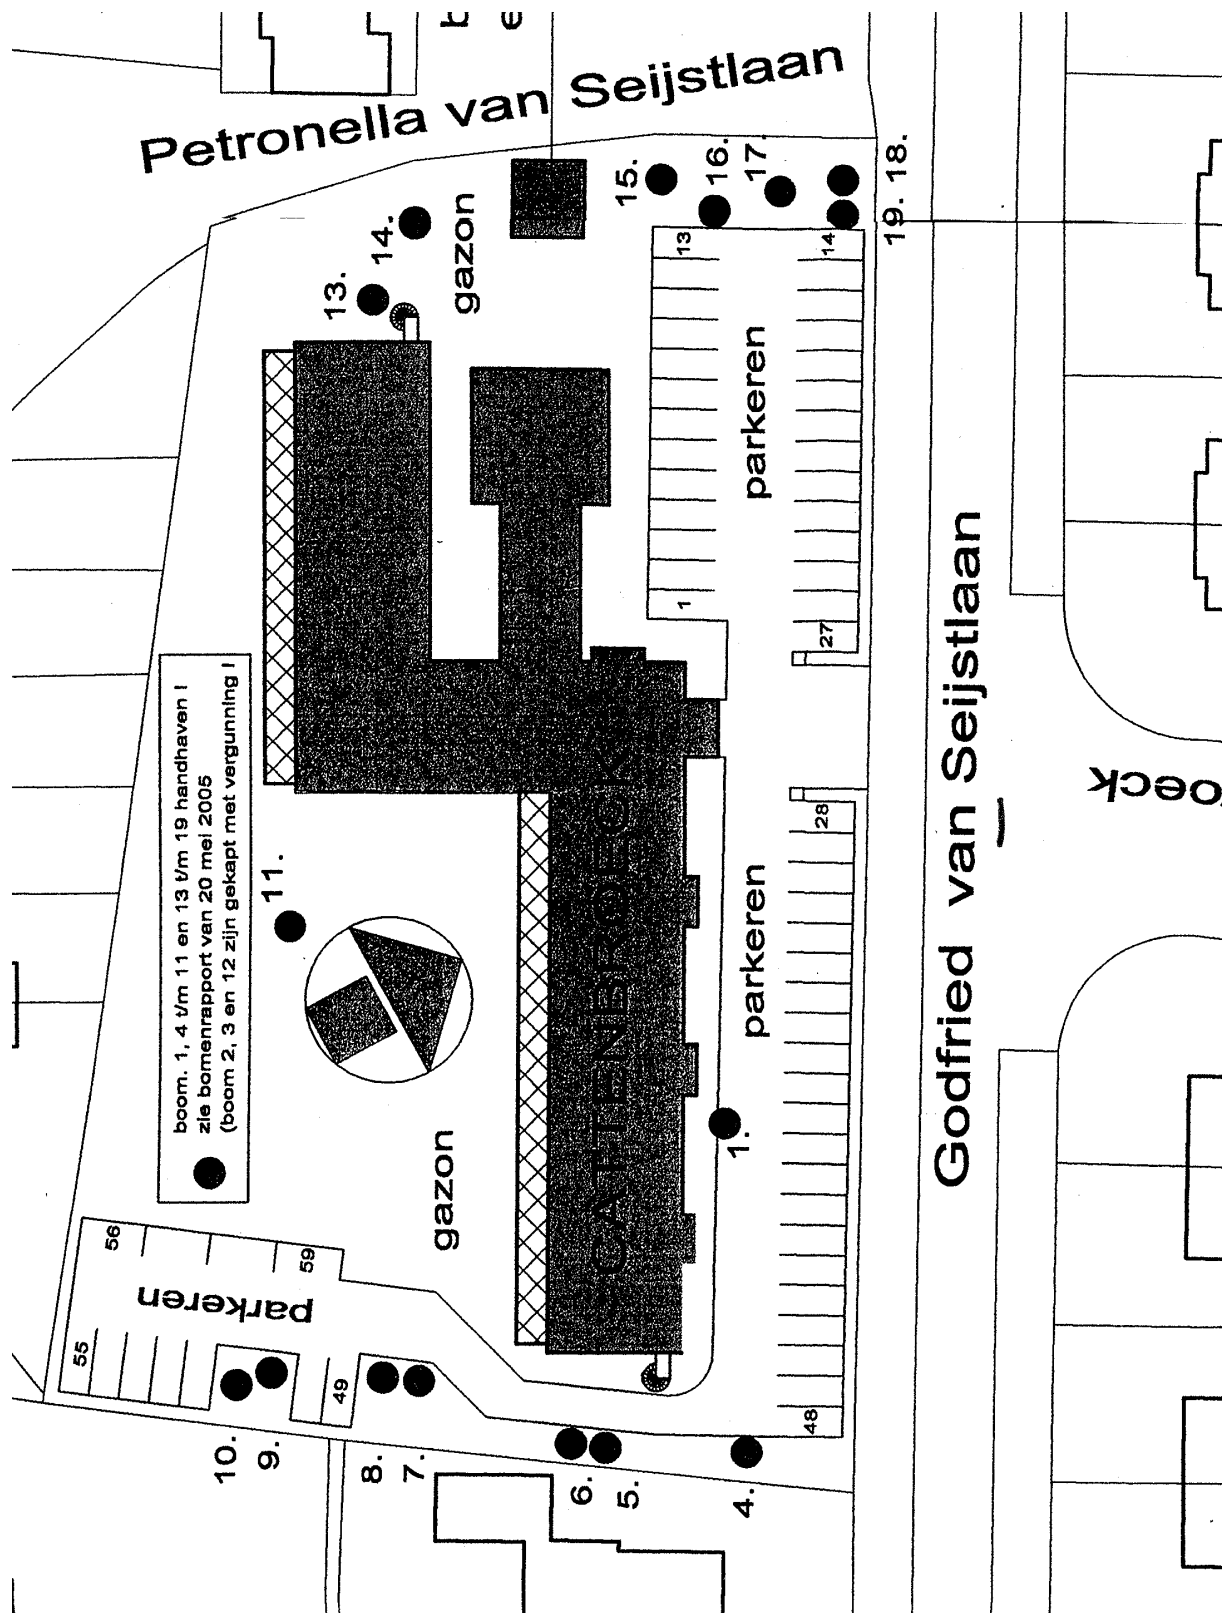 Petronella van Seijstlaan
gazon
13.
14.
15.
16.
17.
18.
19.
13
14
parkeren
1
27
boom. 1, 4 t/m 11 en 13 t/m 19 handhaven !
zie bomenrapport van 20 mei 2005
(boom 2, 3 en 12 zijn gekapt met vergunning !
11.
CATTENBROECK
28
parkeren
1.
Godfried van Seijstlaan
oeck
gazon
56
59
parkeren
55
49
48
10.
9.
8.
7.
6.
5.
4.